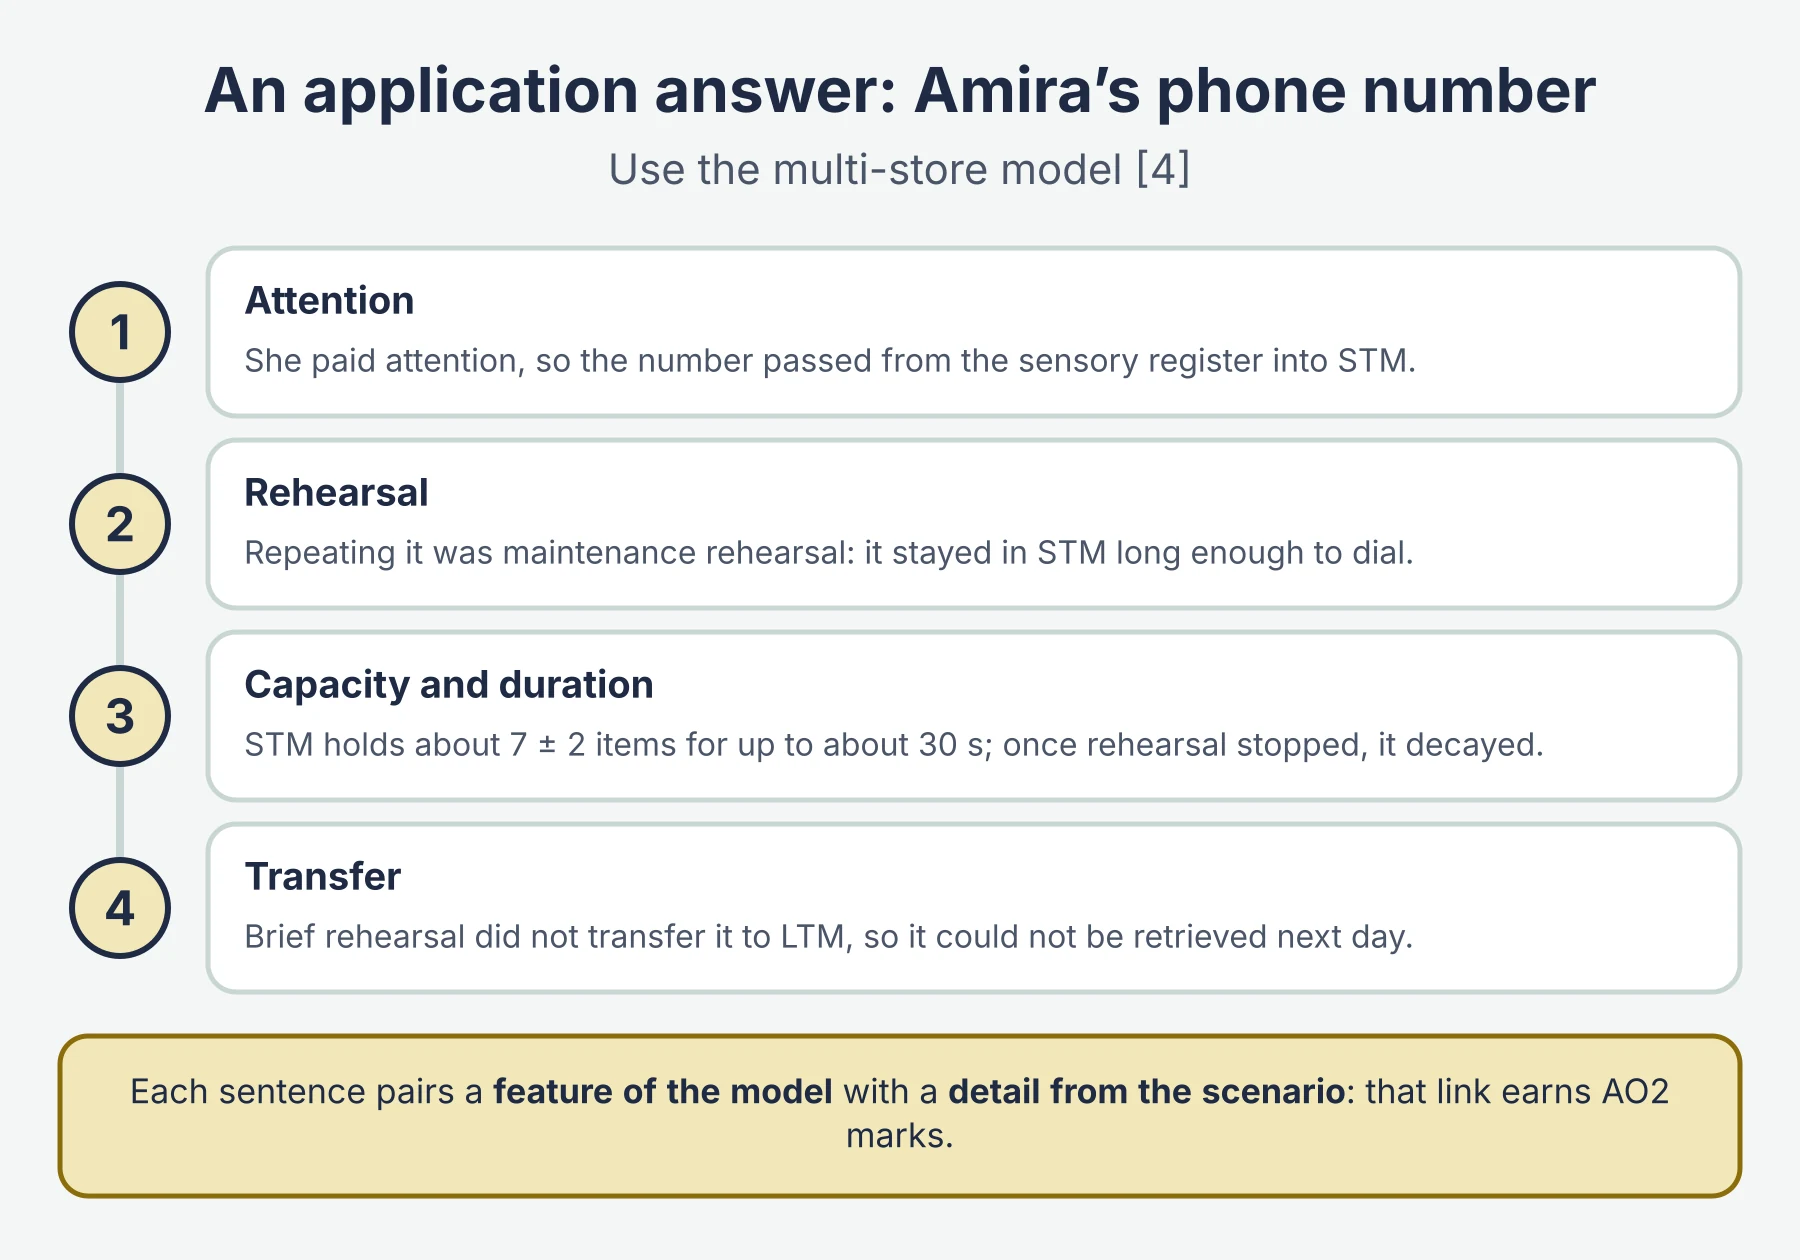 An application answer: Amira’s phone number
Use the multi-store model [4]
1
Attention
She paid attention, so the number passed from the sensory register into STM.
2
Rehearsal
Repeating it was maintenance rehearsal: it stayed in STM long enough to dial.
3
Capacity and duration
STM holds about 7 ± 2 items for up to about 30 s; once rehearsal stopped, it decayed.
4
Transfer
Brief rehearsal did not transfer it to LTM, so it could not be retrieved next day.
Each sentence pairs a feature of the model with a detail from the scenario: that link earns AO2
marks.